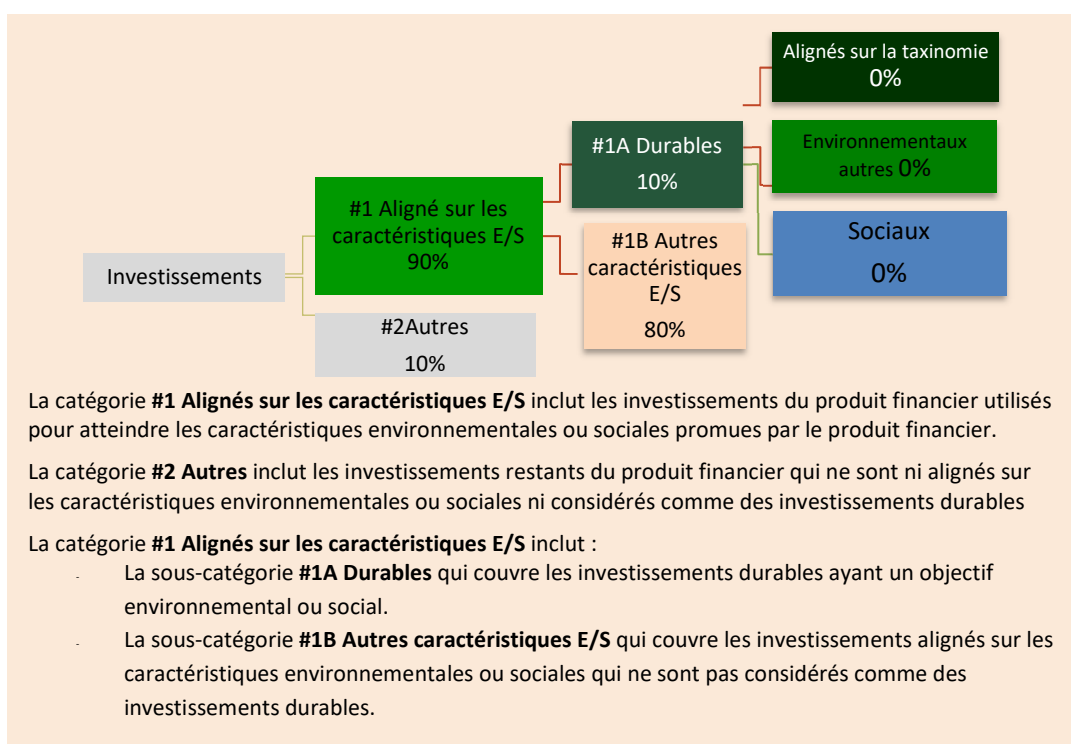 Alignés sur la taxinomie
0%
#1A Durables
10%
Environnementaux
autres 0%
#1 Aligné sur les
caractéristiques E/S
90%
Sociaux
0%
#1B Autres
caractéristiques
E/S
80%
Investissements
#2Autres
10%
La catégorie #1 Alignés sur les caractéristiques E/S inclut les investissements du produit financier utilisés
pour atteindre les caractéristiques environnementales ou sociales promues par le produit financier.
La catégorie #2 Autres inclut les investissements restants du produit financier qui ne sont ni alignés sur
les caractéristiques environnementales ou sociales ni considérés comme des investissements durables
La catégorie #1 Alignés sur les caractéristiques E/S inclut :
- La sous-catégorie #1A Durables qui couvre les investissements durables ayant un objectif
environnemental ou social.
- La sous-catégorie #1B Autres caractéristiques E/S qui couvre les investissements alignés sur les
caractéristiques environnementales ou sociales qui ne sont pas considérés comme des
investissements durables.